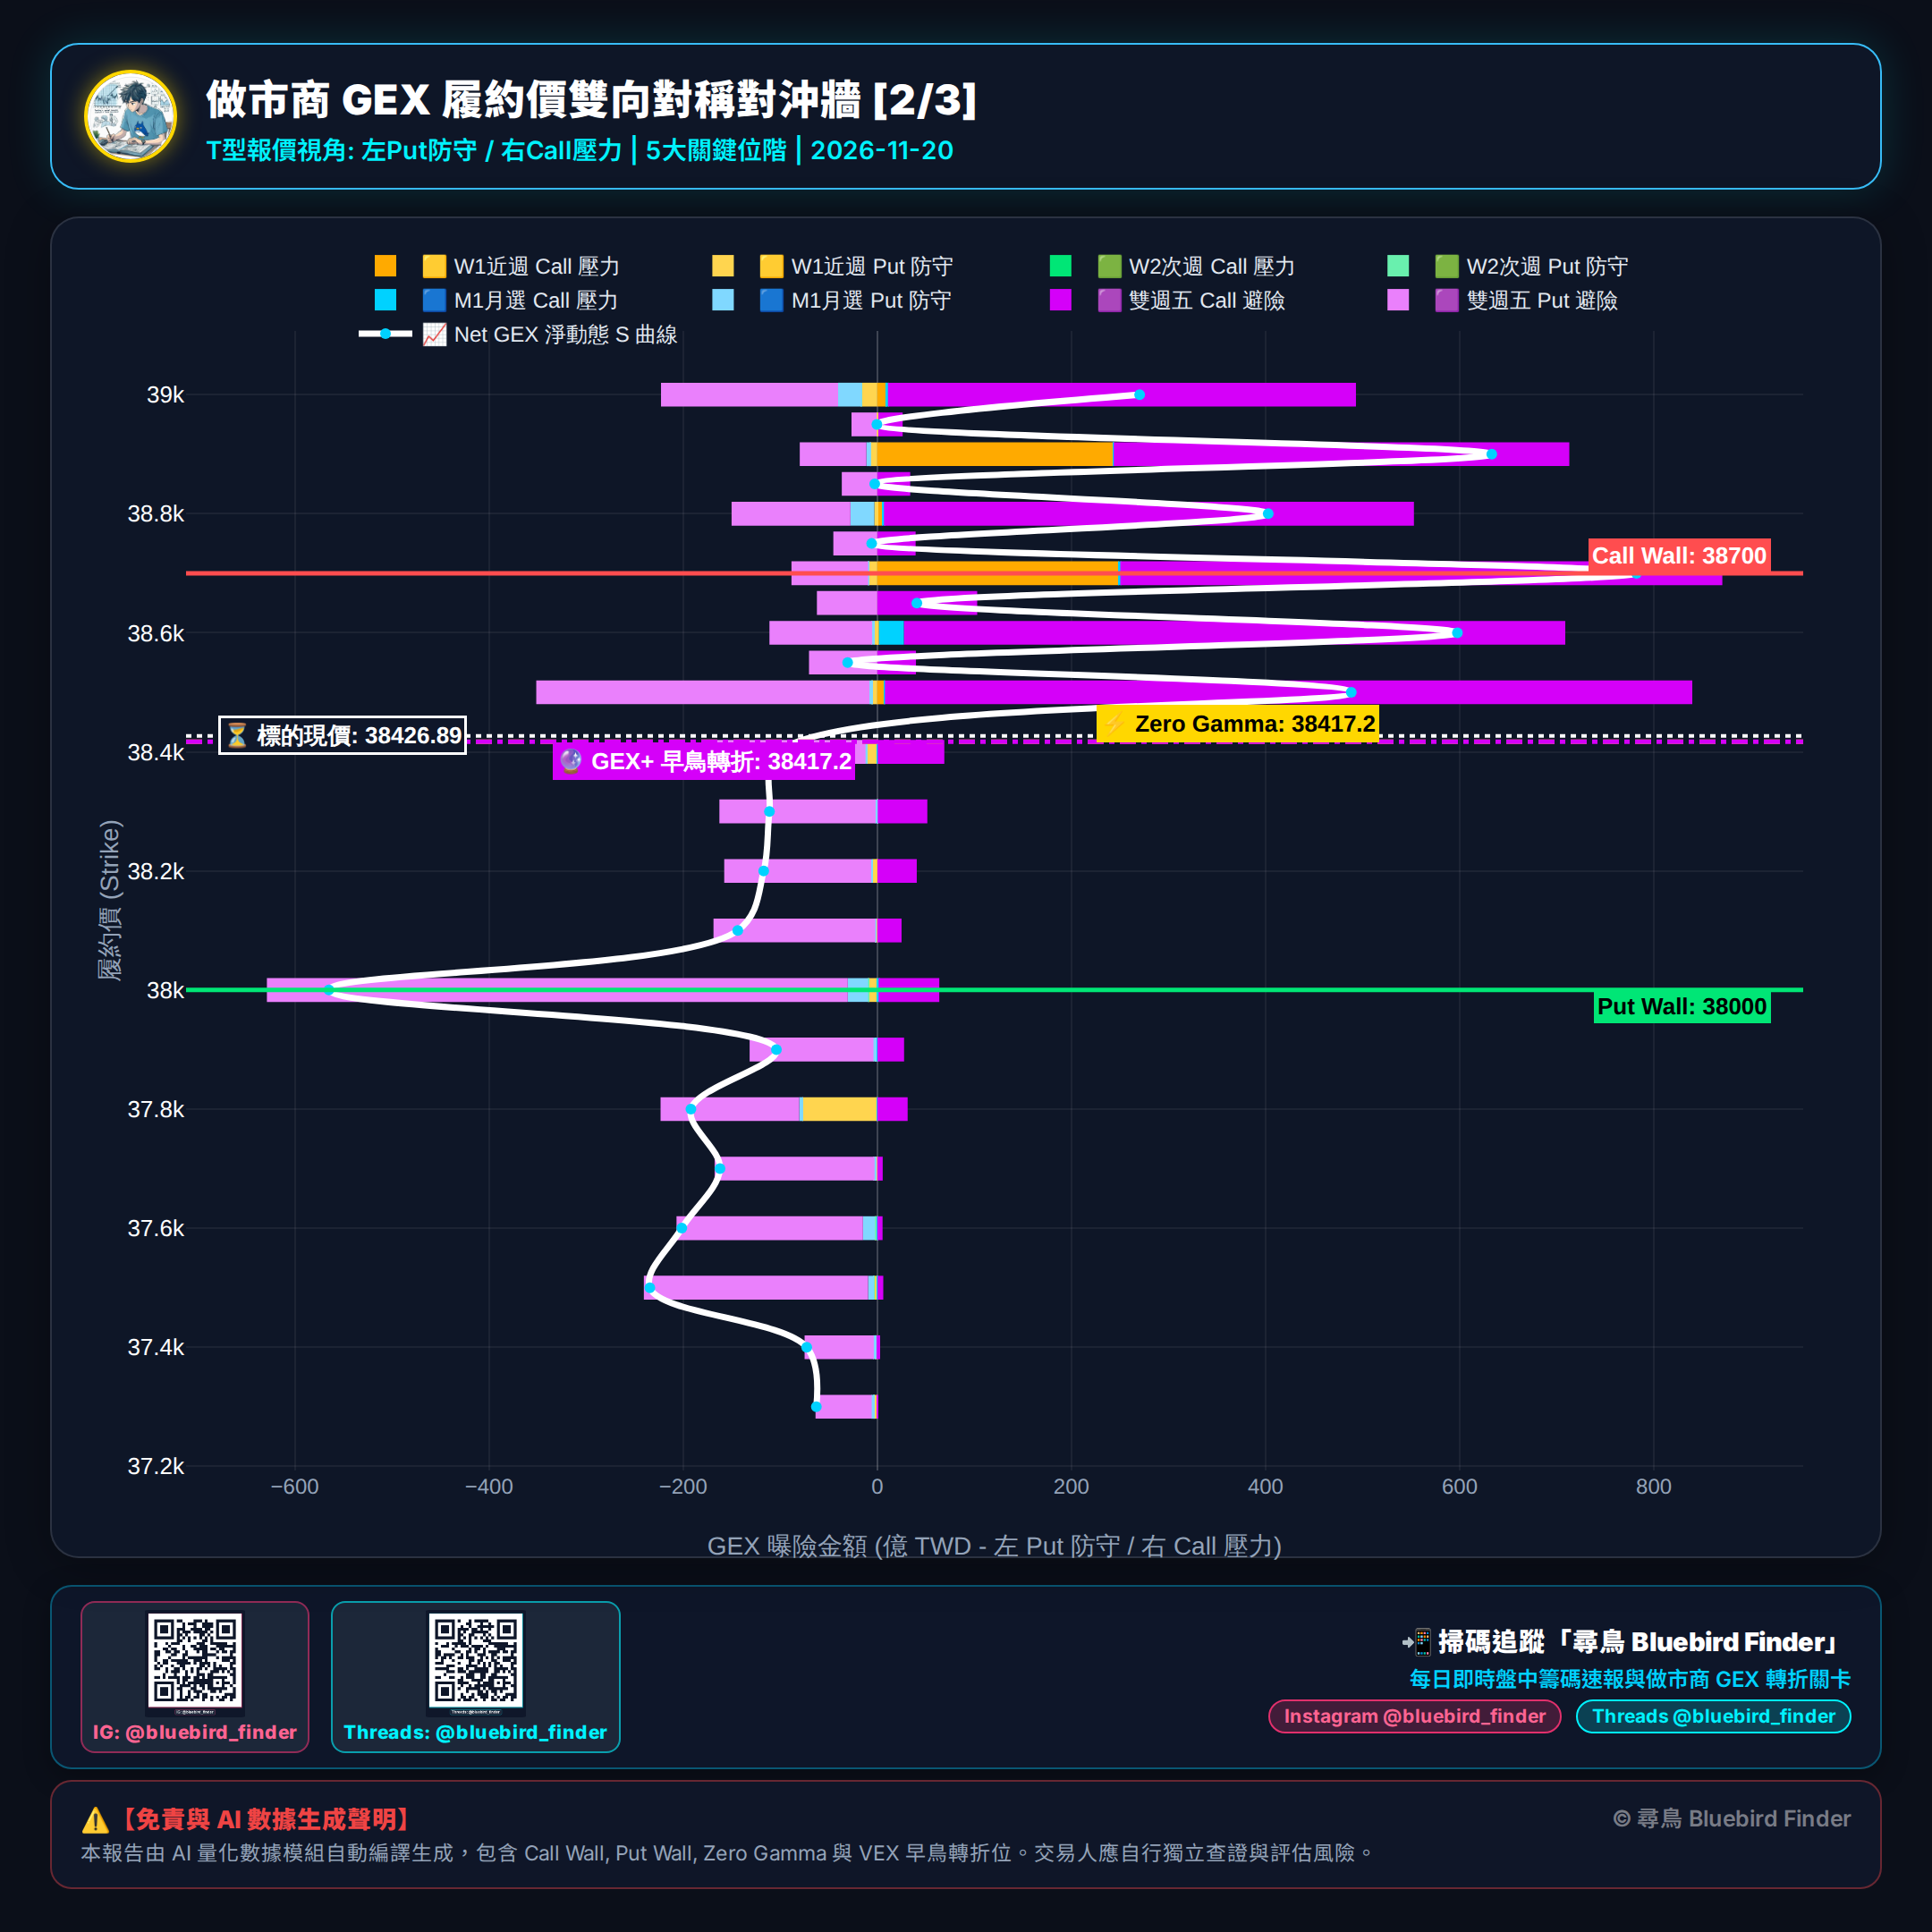 做市商 GEX 履約價雙向對稱對沖牆 [2/3]
T型報價視角: 左Put防守 / 右Call壓力 | 5大關鍵位階 | 2026-11-20
W1近週 Call 壓力
W1近週 Put 防守
W2次週 Call 壓力
W2次週 Put 防守
M1月選 Call 壓力
M1月選 Put 防守
雙週五 Call 避險
雙週五 Put 避險
Net GEX 淨動態 S 曲線
39k
38.8k
Call Wall: 38700
38.6k
Zero Gamma: 38417.2
標的現價: 38426.89
38.4k
GEX+ 早鳥轉折: 38417.2
履約價 (Strike)
38.2k
38k
Put Wall: 38000
37.8k
37.6k
37.4k
37.2k
−600
−400
−200
0
200
400
600
800
GEX 曝險金額 (億 TWD - 左 Put 防守 / 右 Call 壓力)
IG: @bluebird_finder
Threads: @bluebird_finder
IG: @bluebird_finder
Threads: @bluebird_finder
掃碼追蹤「尋鳥 Bluebird Finder」
每日即時盤中籌碼速報與做市商 GEX 轉折關卡
Instagram @bluebird_finder
Threads @bluebird_finder
【免責與 AI 數據生成聲明】
© 尋鳥 Bluebird Finder
本報告由 AI 量化數據模組自動編譯生成，包含 Call Wall, Put Wall, Zero Gamma 與 VEX 早鳥轉折位。交易人應自行獨立查證與評估風險。